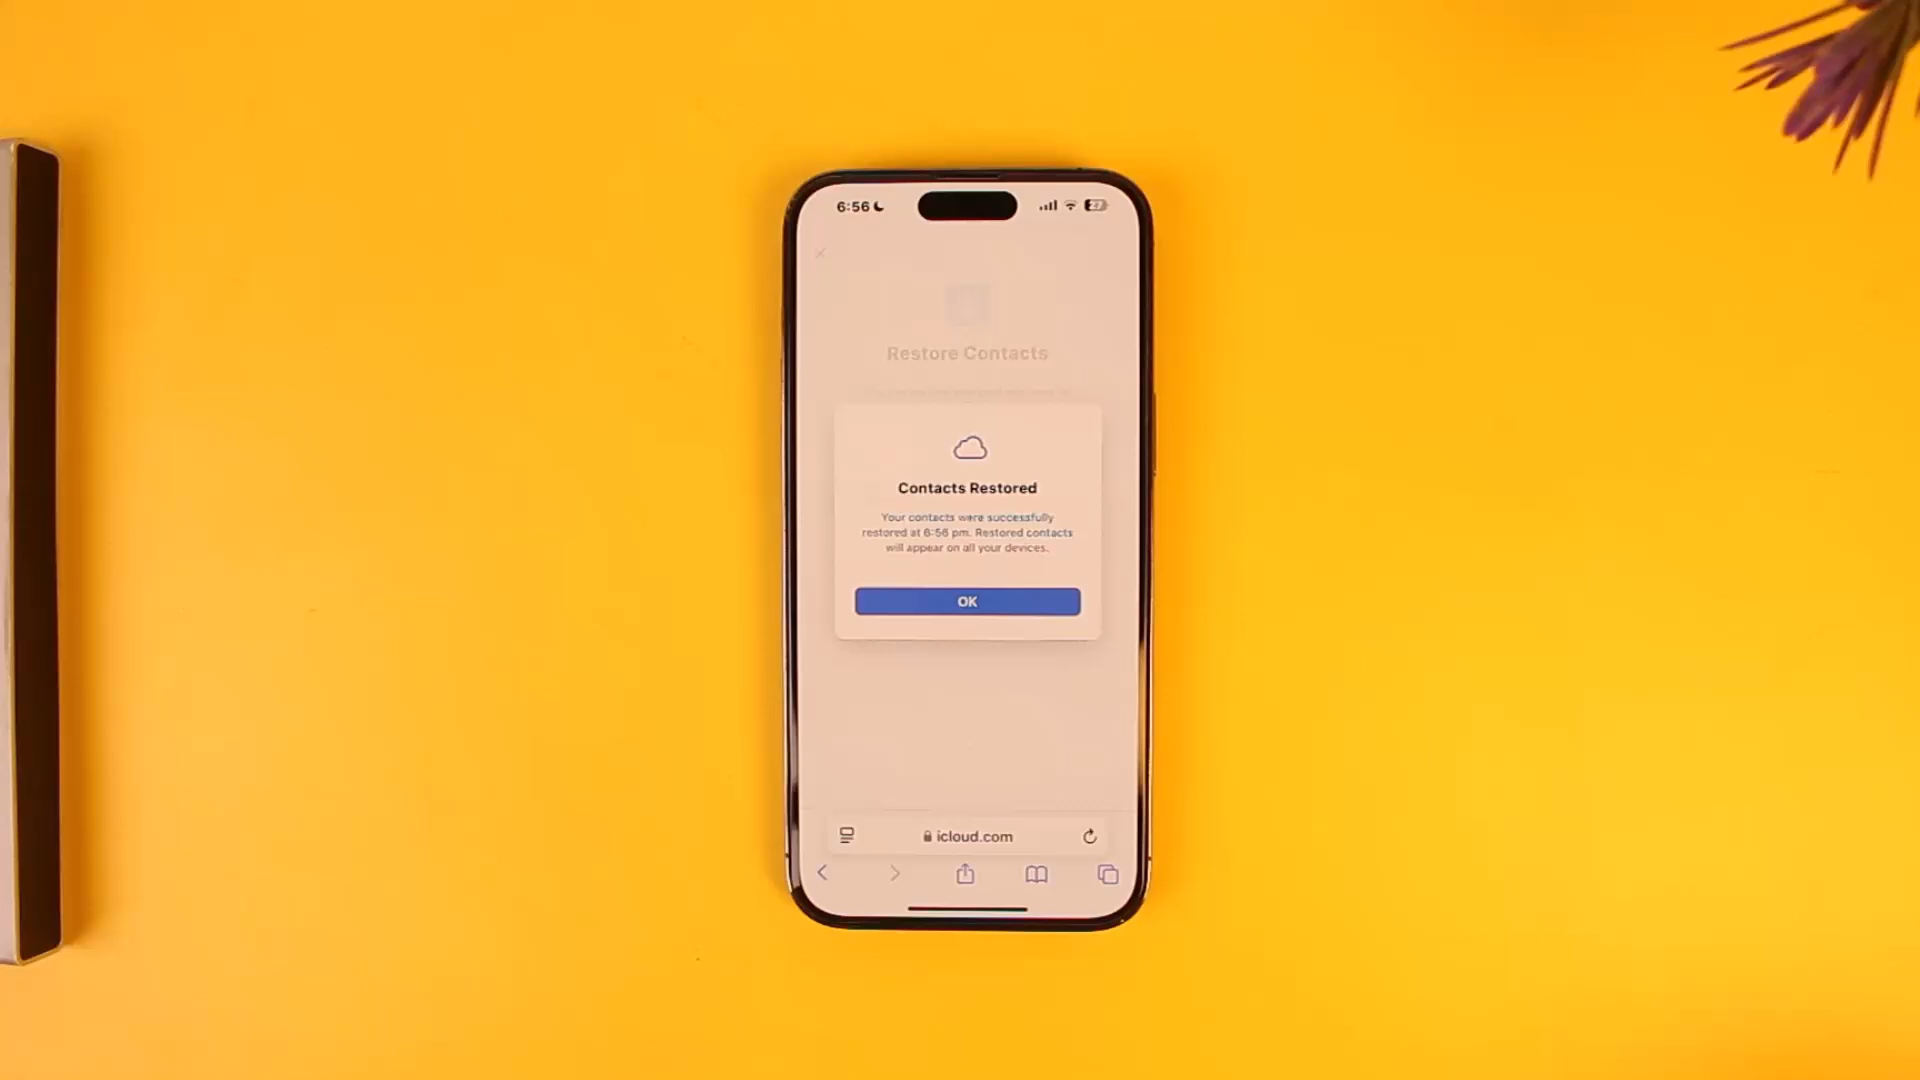 6:56
27
Restore Contacts
Contacts Restored
Your contacts were successfully
restored at 6:56 pm. Restored contacts
will appear on all your devices.
OK
icloud.com